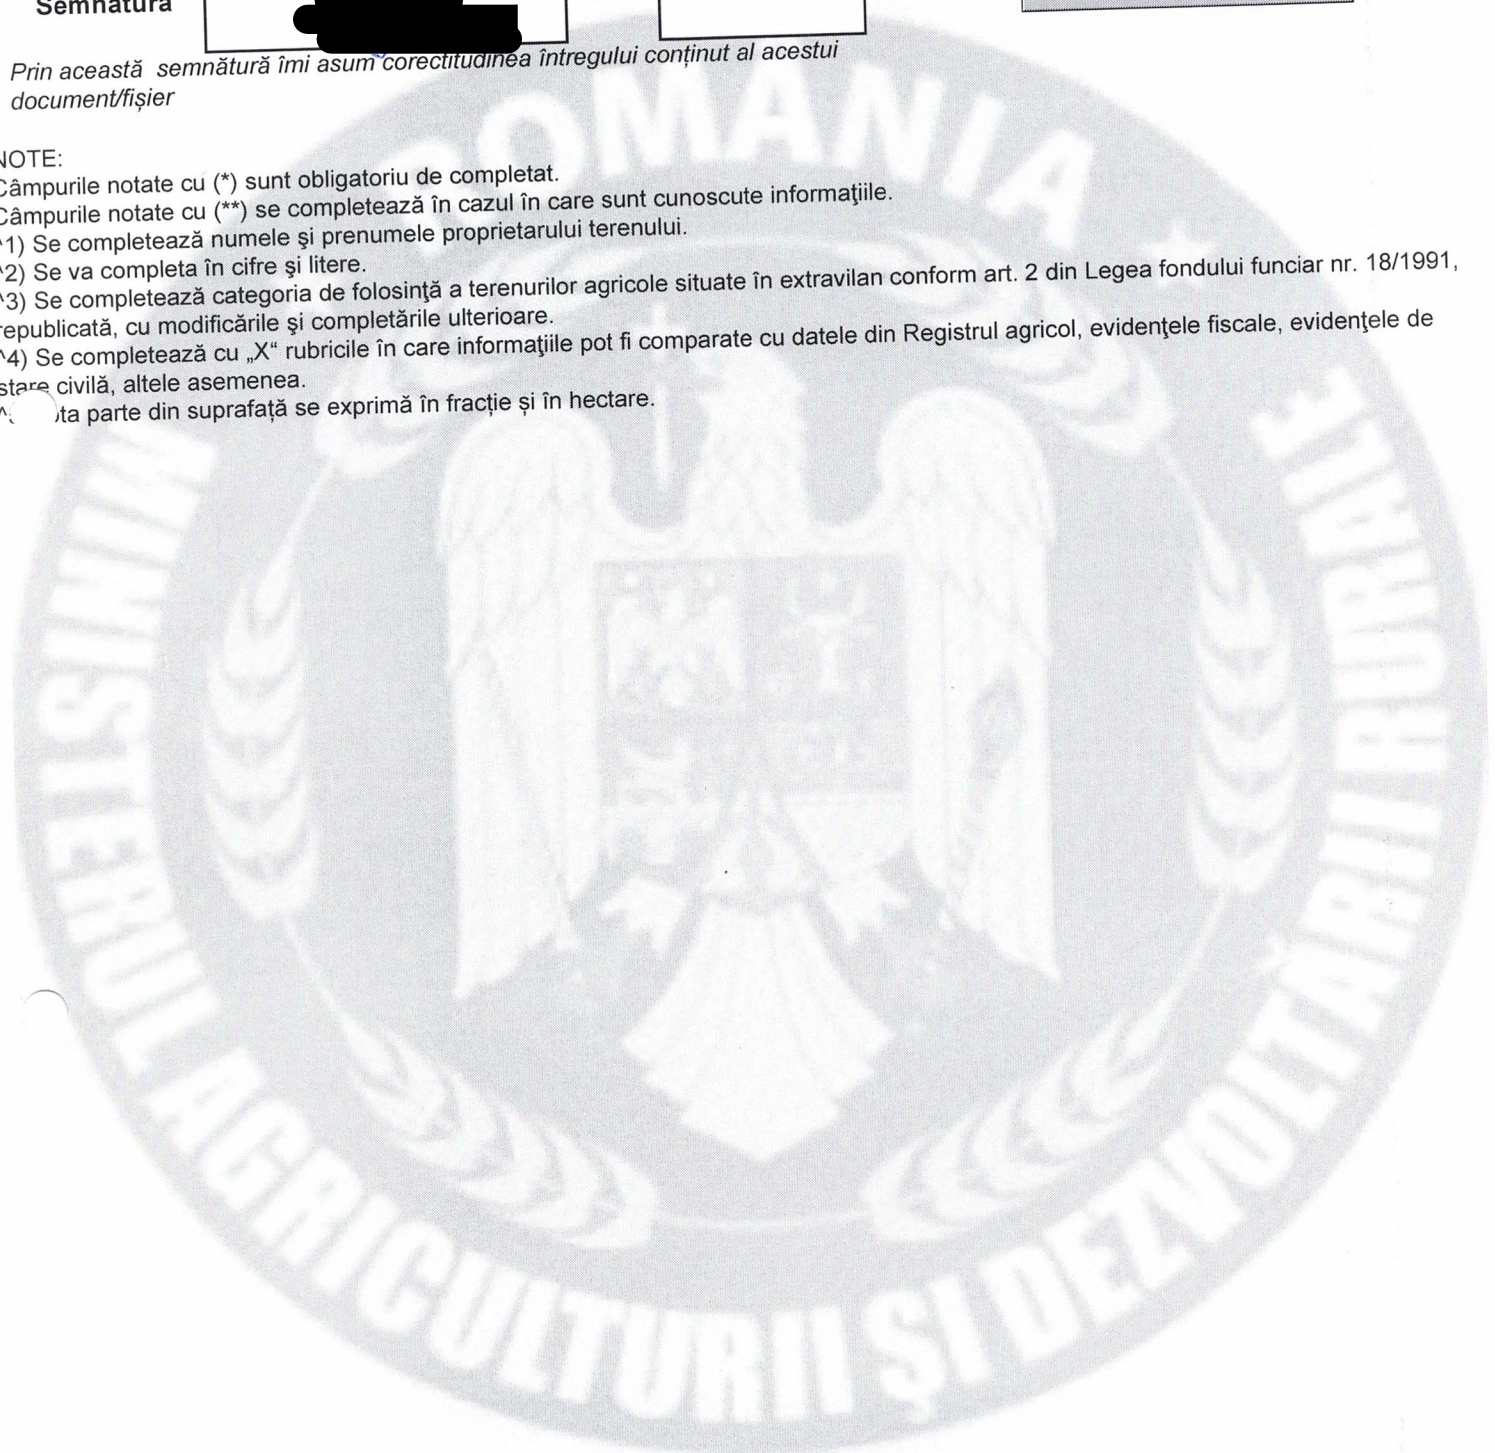 Semnătura
Prin această semnătură îmi asum corectitudinea întregului conținut al acestui
document/fișier
NOTE:
Câmpurile notate cu (*) sunt obligatoriu de completat.
Câmpurile notate cu (**) se completează în cazul în care sunt cunoscute informaţiile.
^1) Se completează numele şi prenumele proprietarului terenului.
^2) Se va completa în cifre şi litere.
^3) Se completează categoria de folosinţă a terenurilor agricole situate în extravilan conform art. 2 din Legea fondului funciar nr. 18/1991,
republicată, cu modificările şi completările ulterioare.
^4) Se completează cu „X“ rubricile în care informaţiile pot fi comparate cu datele din Registrul agricol, evidenţele fiscale, evidenţele de
stare civilă, altele asemenea.
parte din suprafață se exprimă în fracție și în hectare.
ROMANIA
MINISTERUL AGRICULTURII ŞI DEZVOLTĂRII RURALE